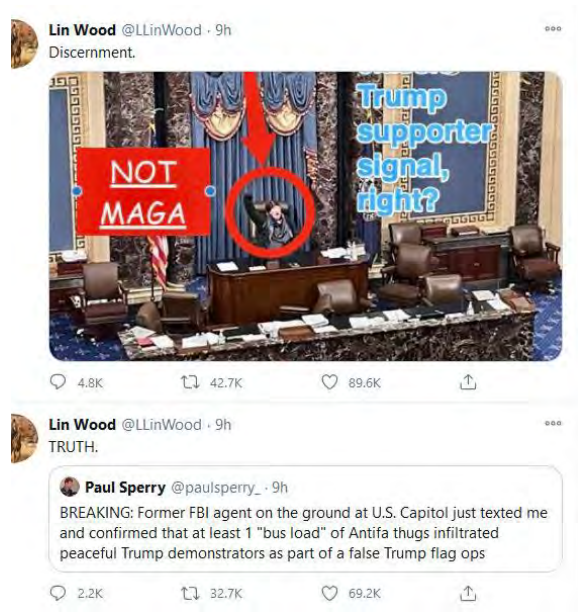 Lin Wood @LLinWood · 9h
Discernment.
Trump
supporter
signal,
right?
NOT
MAGA
4.8K 42.7K 89.6K
Lin Wood @LLinWood · 9h
TRUTH.
Paul Sperry @paulsperry_ · 9h
BREAKING: Former FBI agent on the ground at U.S. Capitol just texted me
and confirmed that at least 1 "bus load" of Antifa thugs infiltrated
peaceful Trump demonstrators as part of a false Trump flag ops
2.2K 32.7K 69.2K